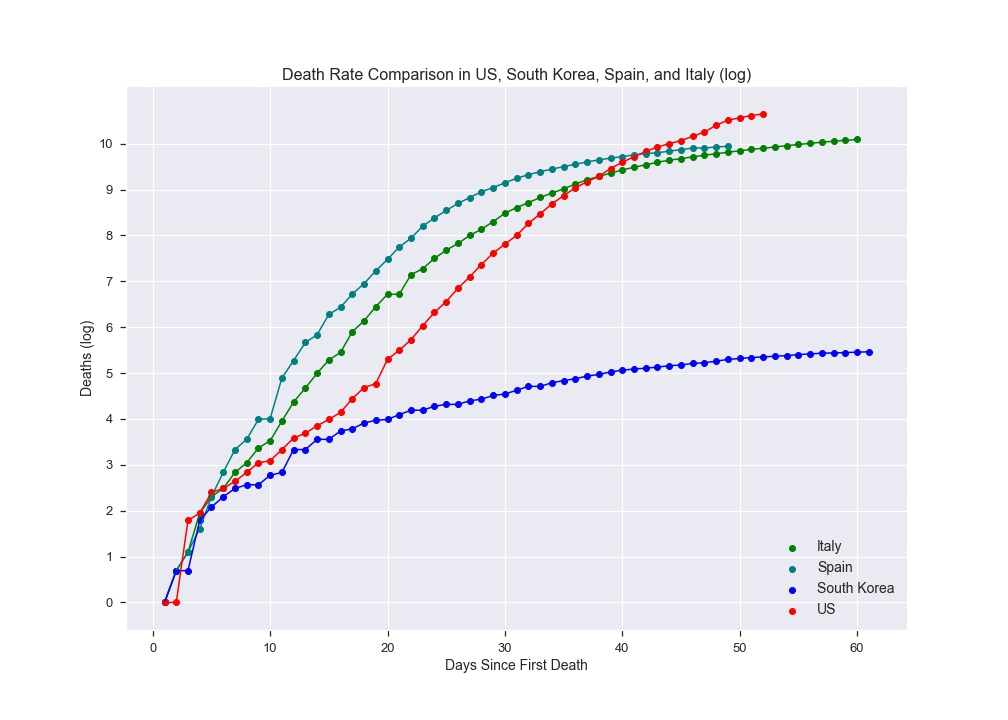 Death Rate Comparison in US, South Korea, Spain, and Italy (log)
Deaths (log)
10
9
8
7
6
5
4
3
2
1
0
Italy
Spain
South Korea
US
0 10 20 30 40 50 60
Days Since First Death